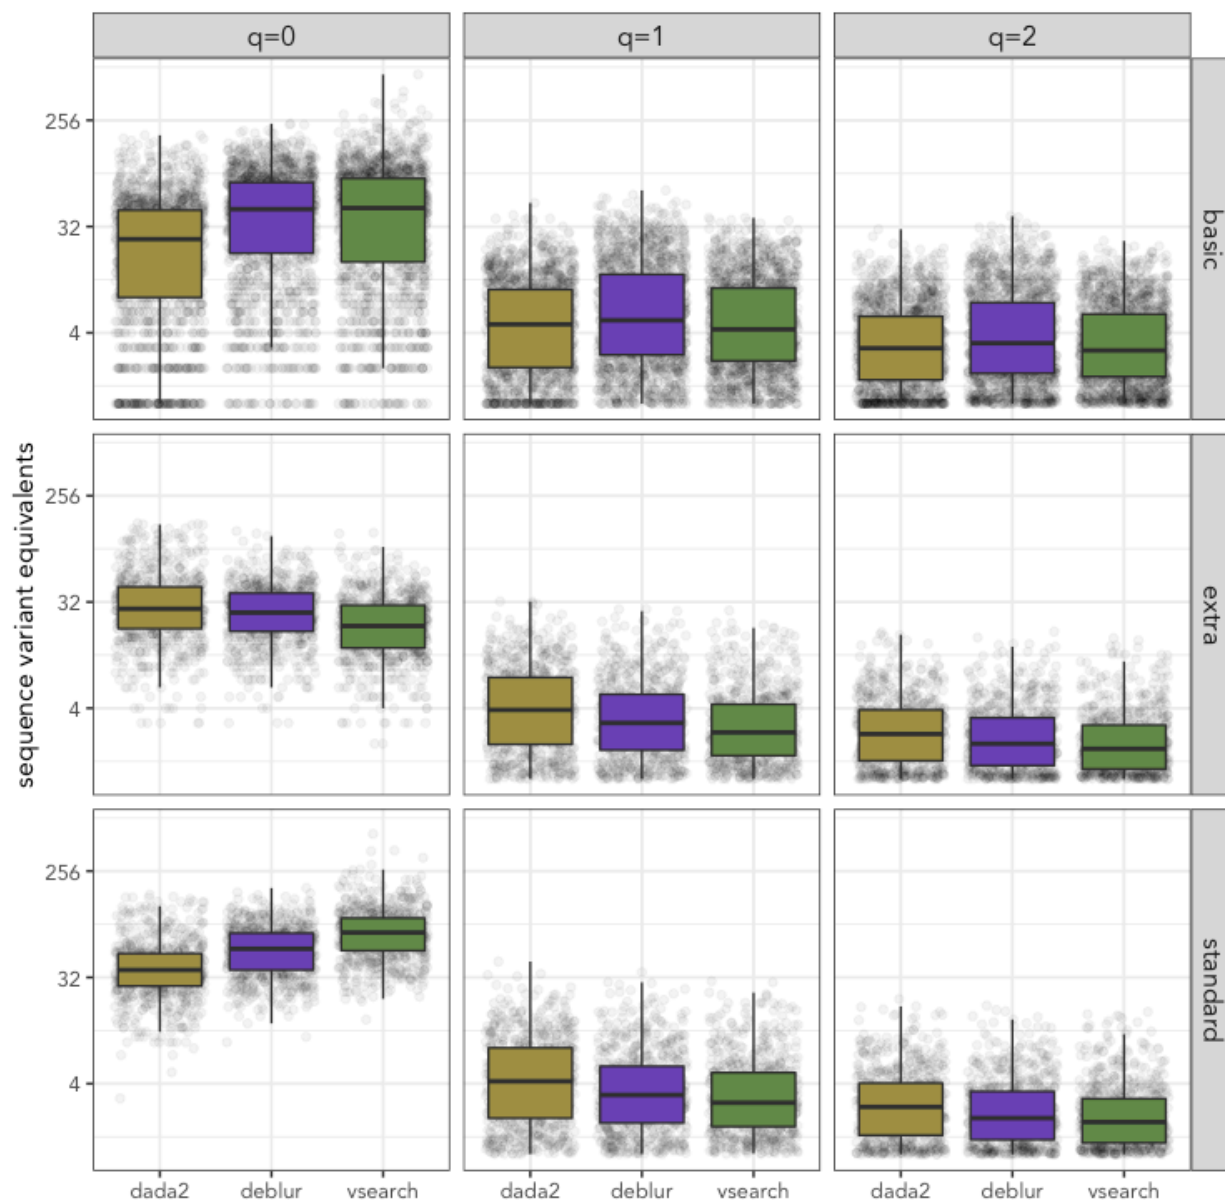 q=0
q=1
q=2
256
32
4
basic
sequence variant equivalents
256
32
4
extra
256
32
4
standard
dada2
deblur
vsearch
dada2
deblur
vsearch
dada2
deblur
vsearch